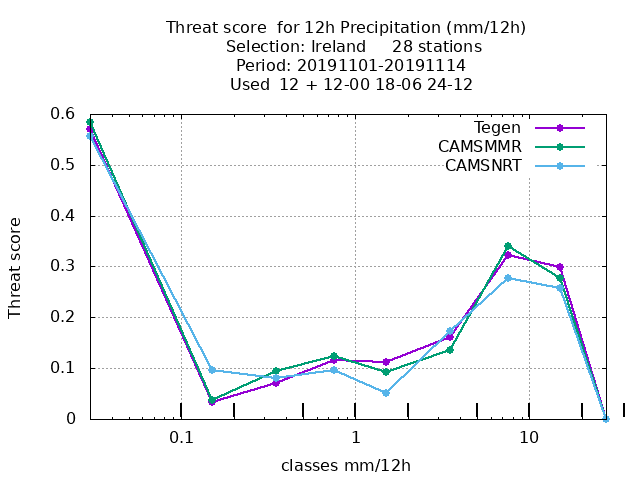 Threat score  for 12h Precipitation (mm/12h)
Selection: Ireland     28 stations
Period: 20191101-20191114
Used  12 + 12-00 18-06 24-12
Tegen
CAMSMMR
CAMSNRT
Threat score
0.6
0.5
0.4
0.3
0.2
0.1
0
0.1
1
10
classes mm/12h